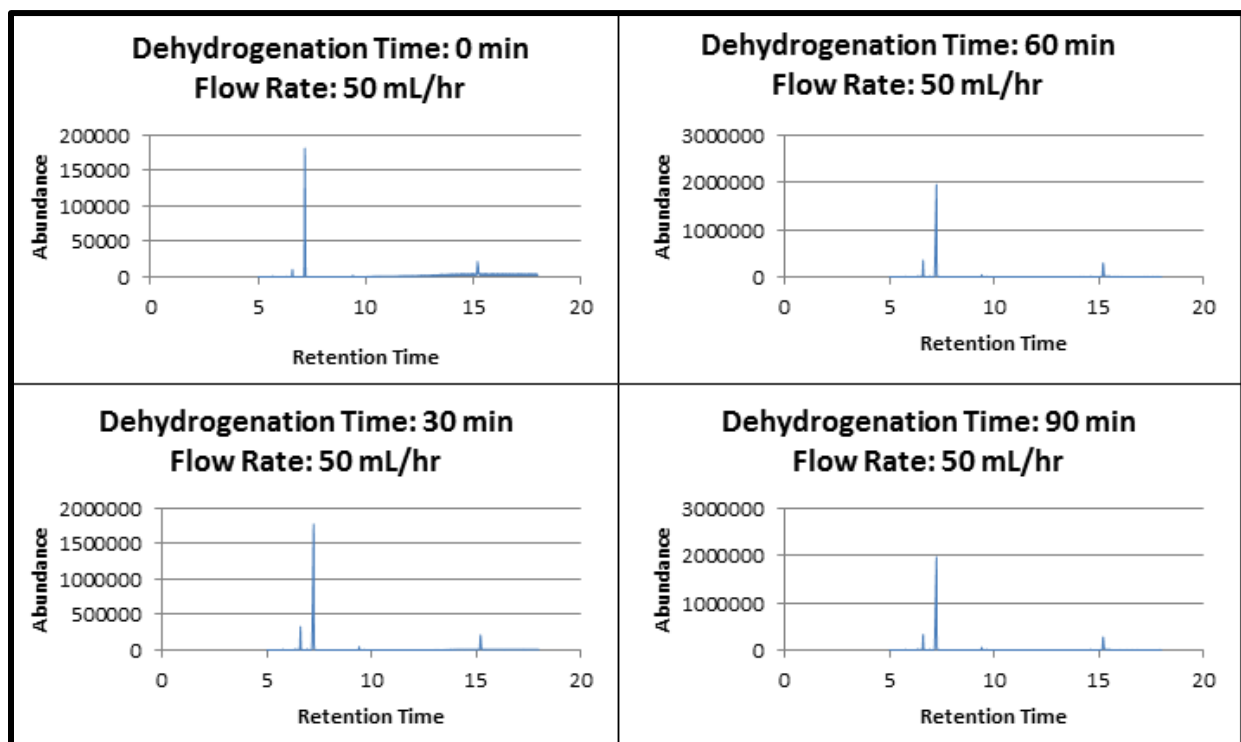 Dehydrogenation Time: 0 min
Flow Rate: 50 mL/hr
Abundance
200000
150000
100000
50000
0
0 5 10 15 20
Retention Time
Dehydrogenation Time: 60 min
Flow Rate: 50 mL/hr
Abundance
3000000
2000000
1000000
0
0 5 10 15 20
Retention Time
Dehydrogenation Time: 30 min
Flow Rate: 50 mL/hr
Abundance
2000000
1500000
1000000
500000
0
0 5 10 15 20
Retention Time
Dehydrogenation Time: 90 min
Flow Rate: 50 mL/hr
Abundance
3000000
2000000
1000000
0
0 5 10 15 20
Retention Time